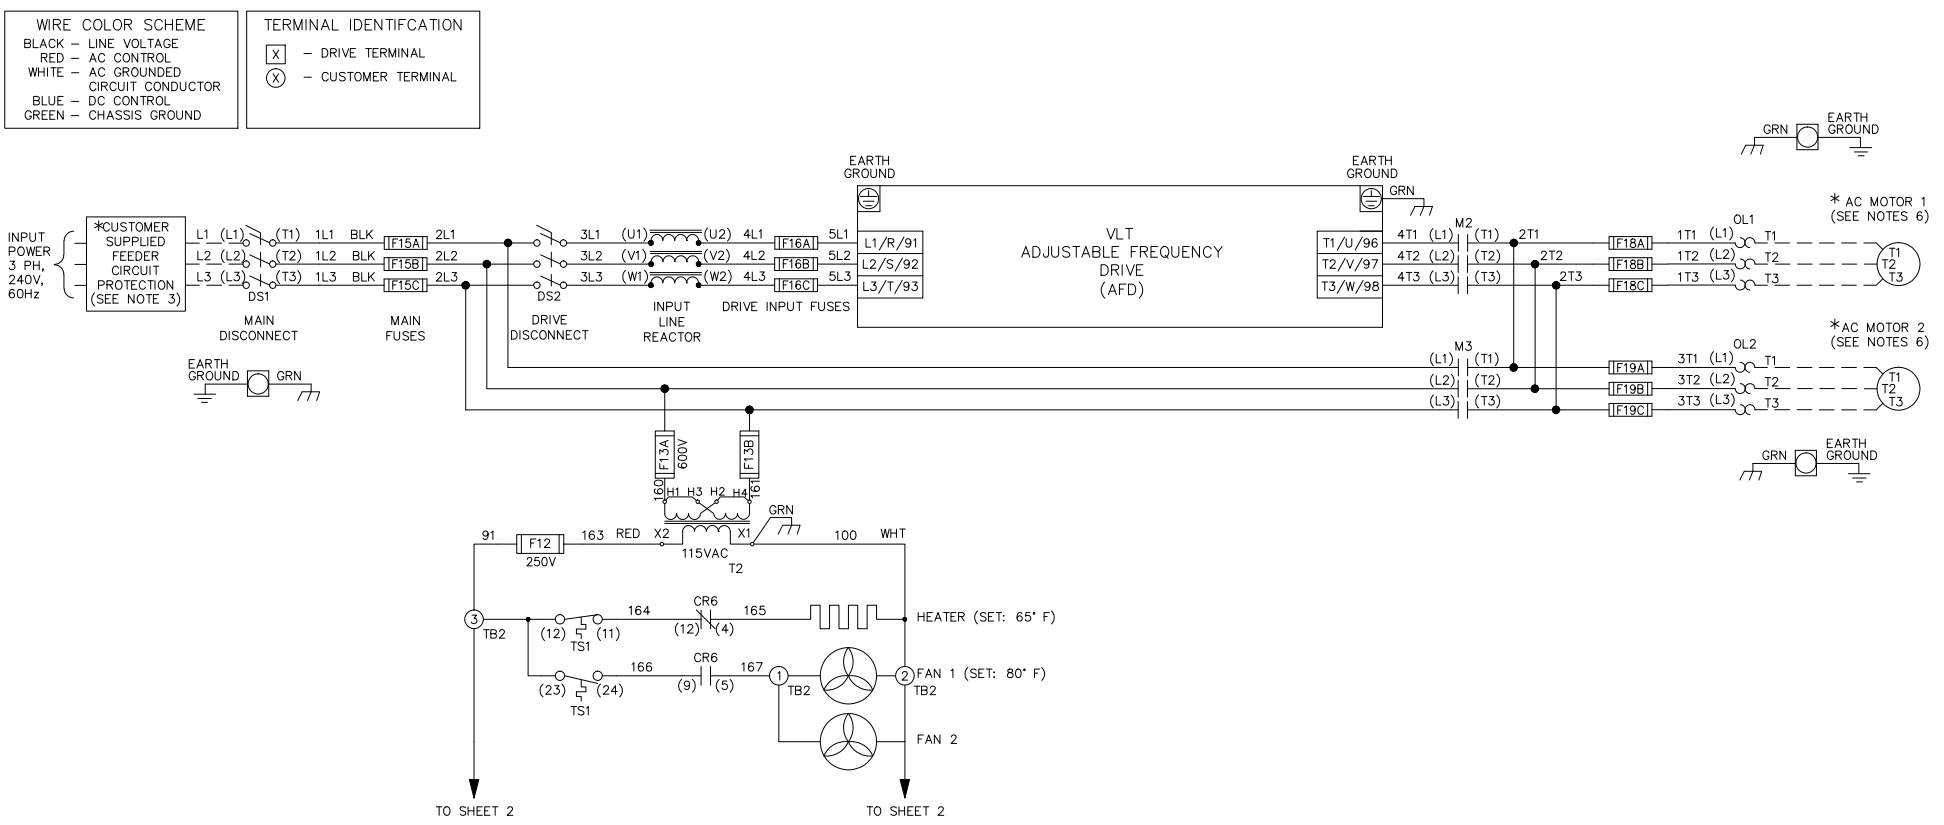 WIRE COLOR SCHEME
BLACK – LINE VOLTAGE
RED – AC CONTROL
WHITE – AC GROUNDED
CIRCUIT CONDUCTOR
BLUE – DC CONTROL
GREEN – CHASSIS GROUND
TERMINAL IDENTIFCATION
X – DRIVE TERMINAL
X – CUSTOMER TERMINAL
GRN EARTH
GROUND
INPUT
POWER
3 PH,
240V,
60Hz
*CUSTOMER
SUPPLIED
FEEDER
CIRCUIT
PROTECTION
(SEE NOTE 3)
L1 (L1) (T1) 1L1 BLK F15A 2L1
L2 (L2) (T2) 1L2 BLK F15B 2L2
L3 (L3) (T3) 1L3 BLK F15C 2L3
DS1
MAIN
DISCONNECT
MAIN
FUSES
3L1 (U1) (U2) 4L1 F16A 5L1
3L2 (V1) (V2) 4L2 F16B 5L2
3L3 (W1) (W2) 4L3 F16C 5L3
DS2
DRIVE
DISCONNECT
INPUT
LINE
REACTOR
DRIVE INPUT FUSES
EARTH
GROUND
L1/R/91
L2/S/92
L3/T/93
VLT
ADJUSTABLE FREQUENCY
DRIVE
(AFD)
EARTH
GROUND
GRN
T1/U/96
T2/V/97
T3/W/98
M2
4T1 (L1) (T1) 2T1 F18A 1T1 (L1) T1
4T2 (L2) (T2) 2T2 F18B 1T2 (L2) T2
4T3 (L3) (T3) 2T3 F18C 1T3 (L3) T3
OL1
* AC MOTOR 1
(SEE NOTES 6)
T1
T2
T3
EARTH
GROUND
GRN
M3
(L1) (T1) F19A 3T1 (L1) T1
(L2) (T2) F19B 3T2 (L2) T2
(L3) (T3) F19C 3T3 (L3) T3
OL2
*AC MOTOR 2
(SEE NOTES 6)
T1
T2
T3
GRN EARTH
GROUND
F13A
600V
F13B
160
161
H1 H3 H2 H4
GRN
91 F12 163 RED X2 X1 100 WHT
250V
115VAC
T2
3
TB2
(12) (11)
TS1
164
CR6
(12) (4)
165
HEATER (SET: 65° F)
(23) (24)
TS1
166
CR6
(9) (5)
167
1
TB2
2
TB2
FAN 1 (SET: 80° F)
FAN 2
TO SHEET 2
TO SHEET 2